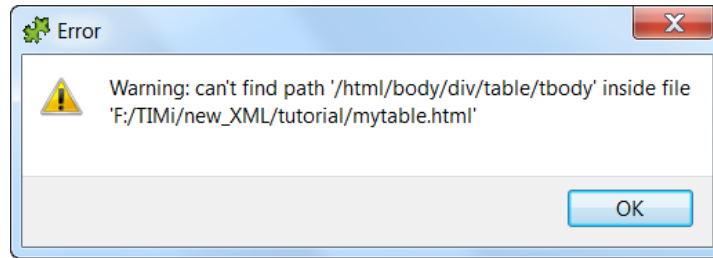 Error
Warning: can't find path '/html/body/div/table/tbody' inside file
'F:/TIMi/new_XML/tutorial/mytable.html'
OK